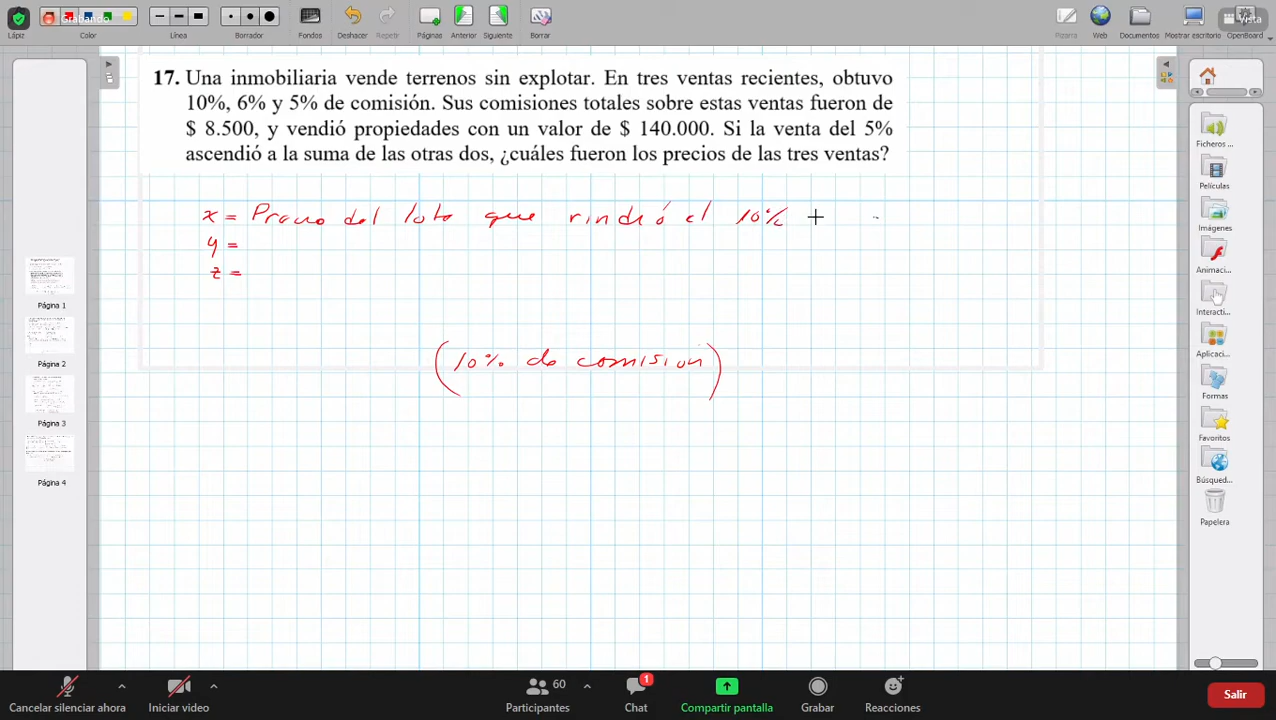 Grabando
Vista
Lápiz
Color
Línea
Borrador
Fondos
Deshacer
Repetir
Páginas
Anterior
Siguiente
Borrar
Pizarra
Web
Documentos
Mostrar escritorio
OpenBoard
17. Una inmobiliaria vende terrenos sin explotar. En tres ventas recientes, obtuvo
10%, 6% y 5% de comisión. Sus comisiones totales sobre estas ventas fueron de
$ 8.500, y vendió propiedades con un valor de $ 140.000. Si la venta del 5%
ascendió a la suma de las otras dos, ¿cuáles fueron los precios de las tres ventas?
x = Precio del lote que rindió el 10%
y =
z =
(10% de comision)
Página 1
Página 2
Página 3
Página 4
Ficheros ...
Películas
Imágenes
Animaci...
Interacti...
Aplicaci...
Formas
Favoritos
Búsqued...
Papelera
Cancelar silenciar ahora
Iniciar video
60
Participantes
1
Chat
Compartir pantalla
Grabar
Reacciones
Salir